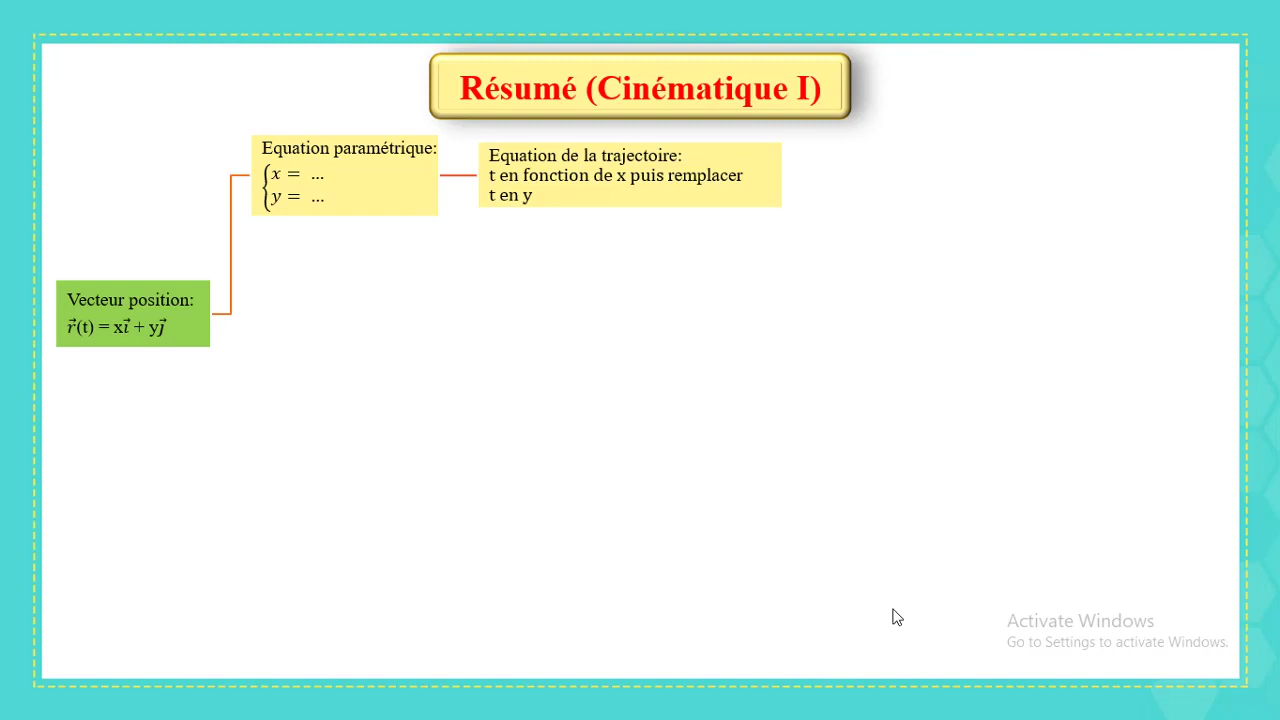 Résumé (Cinématique I)
Equation paramétrique:
{x = ...
y = ...
Equation de la trajectoire:
t en fonction de x puis remplacer
t en y
Vecteur position:
r⃗(t) = xi⃗ + yj⃗
Activate Windows
Go to Settings to activate Windows.